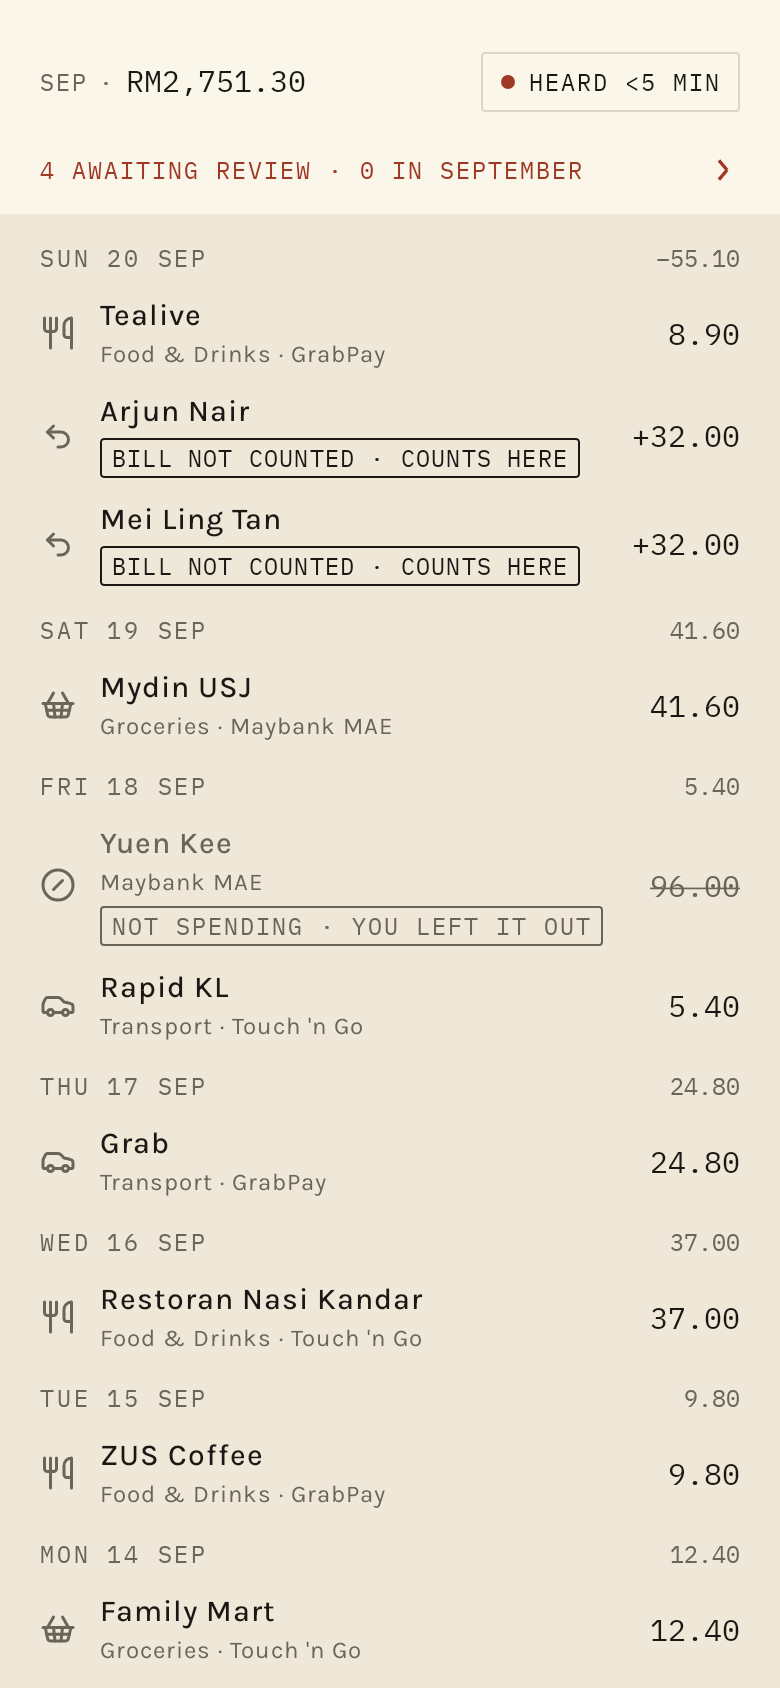 SEP · RM2,751.30
HEARD <5 MIN
4 AWAITING REVIEW · 0 IN SEPTEMBER
SUN 20 SEP −55.10
Tealive
Food & Drinks · GrabPay
8.90
Arjun Nair
BILL NOT COUNTED · COUNTS HERE
+32.00
Mei Ling Tan
BILL NOT COUNTED · COUNTS HERE
+32.00
SAT 19 SEP 41.60
Mydin USJ
Groceries · Maybank MAE
41.60
FRI 18 SEP 5.40
Yuen Kee
Maybank MAE
96.00
NOT SPENDING · YOU LEFT IT OUT
Rapid KL
Transport · Touch 'n Go
5.40
THU 17 SEP 24.80
Grab
Transport · GrabPay
24.80
WED 16 SEP 37.00
Restoran Nasi Kandar
Food & Drinks · Touch 'n Go
37.00
TUE 15 SEP 9.80
ZUS Coffee
Food & Drinks · GrabPay
9.80
MON 14 SEP 12.40
Family Mart
Groceries · Touch 'n Go
12.40